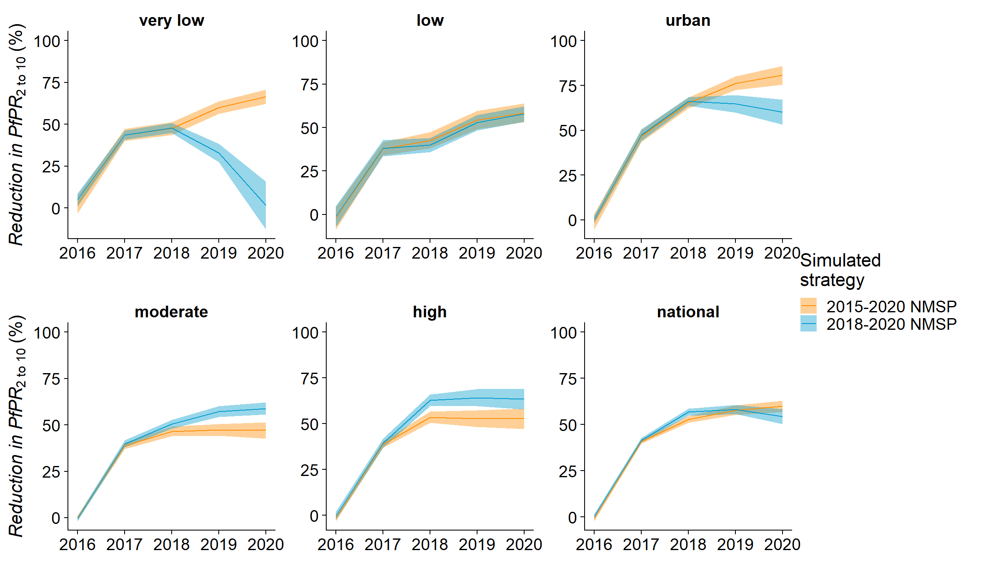 very low
low
urban
Reduction in PfPR2 to 10 (%)
100
75
50
25
0
2016 2017 2018 2019 2020
100
75
50
25
0
2016 2017 2018 2019 2020
100
75
50
25
0
2016 2017 2018 2019 2020
Simulated
strategy
2015-2020 NMSP
2018-2020 NMSP
moderate
high
national
Reduction in PfPR2 to 10 (%)
100
75
50
25
0
2016 2017 2018 2019 2020
100
75
50
25
0
2016 2017 2018 2019 2020
100
75
50
25
0
2016 2017 2018 2019 2020